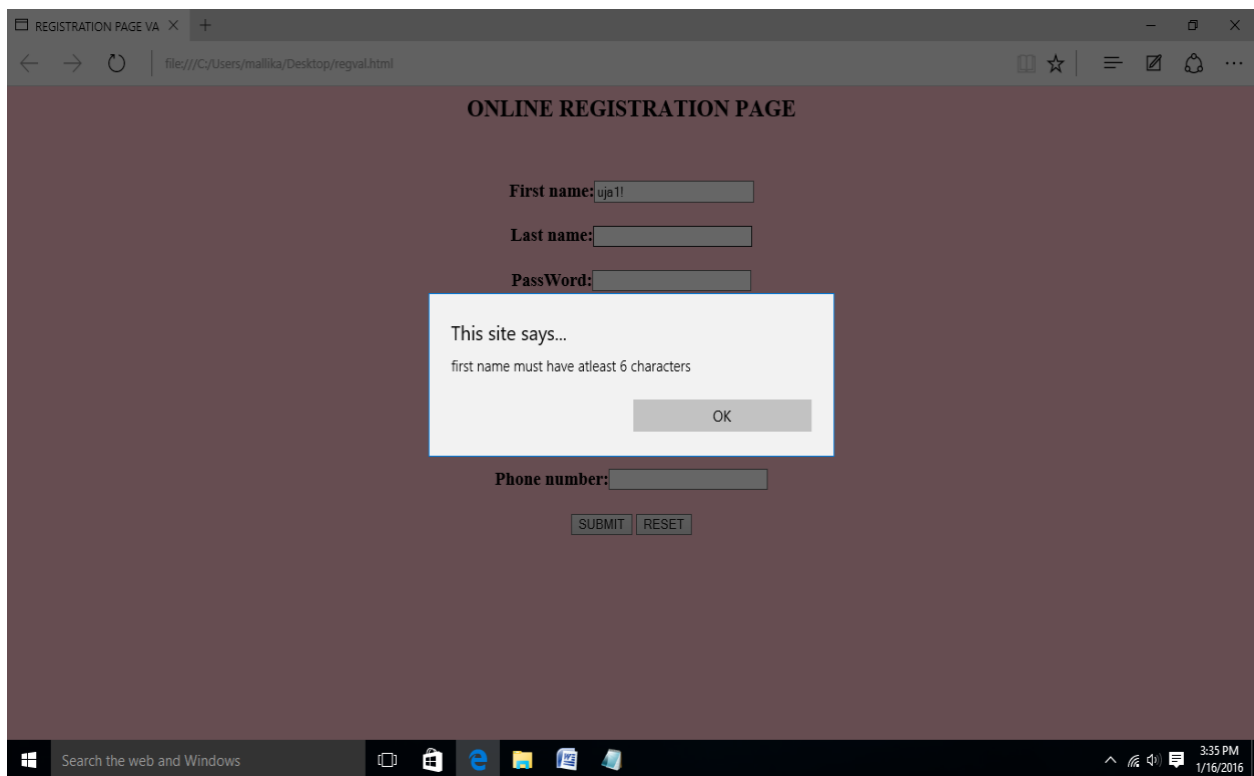 REGISTRATION PAGE VA
file:///C:/Users/mallika/Desktop/regval.html
ONLINE REGISTRATION PAGE
First name: uja1!
Last name:
PassWord:
This site says...
first name must have atleast 6 characters
OK
Phone number:
SUBMIT RESET
Search the web and Windows
3:35 PM
1/16/2016